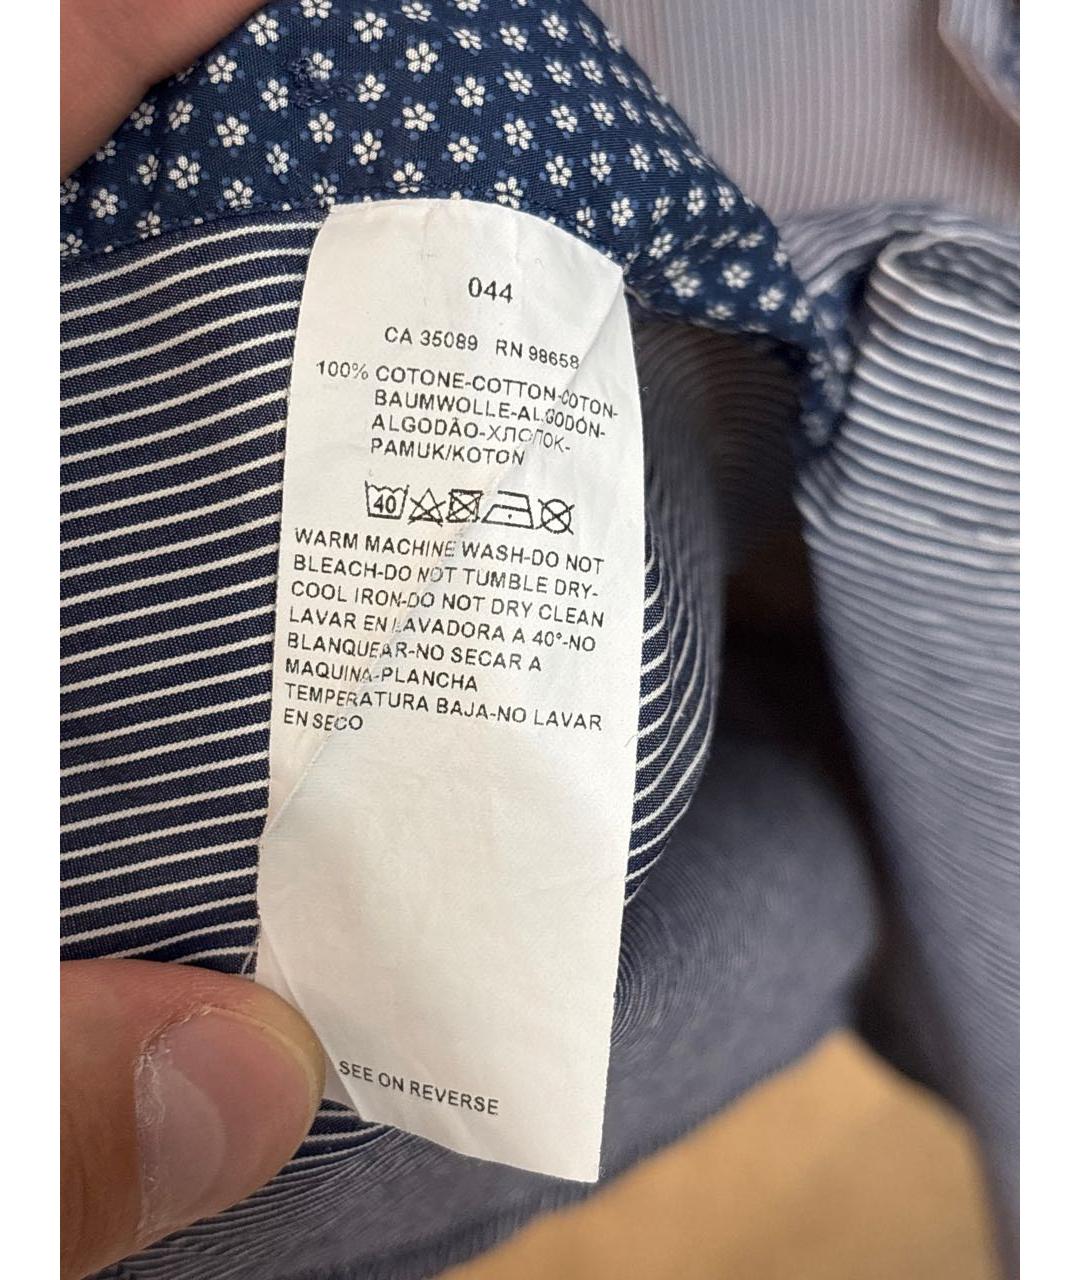 044
CA 35089 RN 98658
100% COTONE-COTTON-COTON-
BAUMWOLLE-ALGODÓN-
ALGODÃO-ХЛОПОК-
PAMUK/KOTON
40
WARM MACHINE WASH-DO NOT
BLEACH-DO NOT TUMBLE DRY-
COOL IRON-DO NOT DRY CLEAN
LAVAR EN LAVADORA A 40°-NO
BLANQUEAR-NO SECAR A
MAQUINA-PLANCHA
TEMPERATURA BAJA-NO LAVAR
EN SECO
SEE ON REVERSE